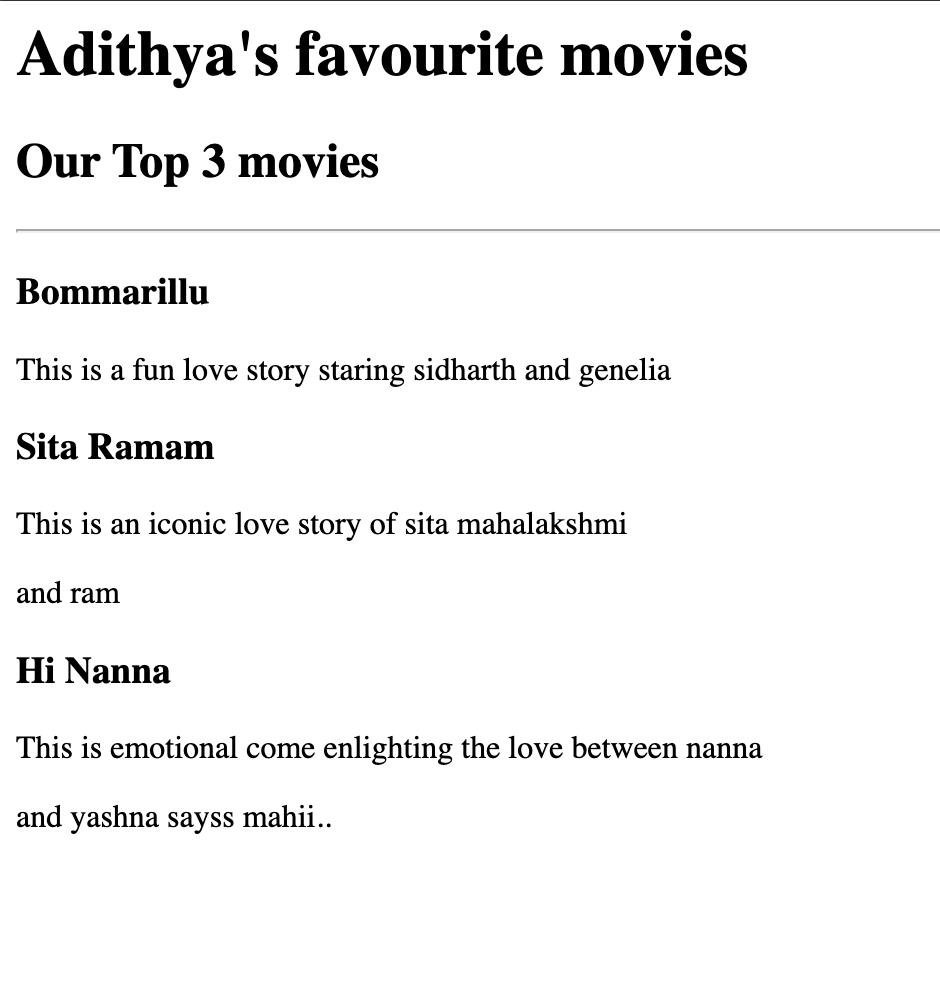 Adithya's favourite movies
Our Top 3 movies
Bommarillu
This is a fun love story staring sidharth and genelia
Sita Ramam
This is an iconic love story of sita mahalakshmi
and ram
Hi Nanna
This is emotional come enlighting the love between nanna
and yashna sayss mahii..